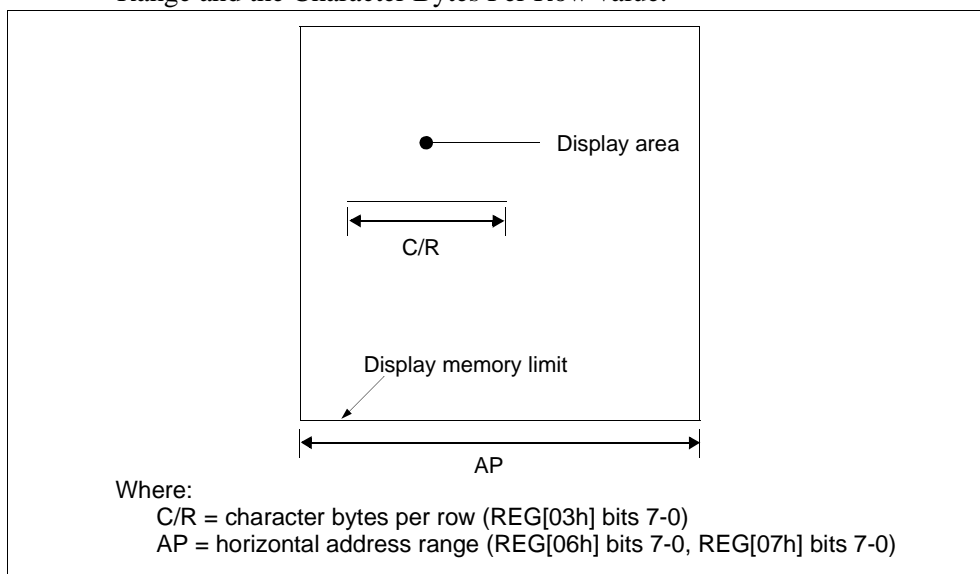 Range and the Character Bytes Per Row value.
Display area
C/R
Display memory limit
AP
Where:
C/R = character bytes per row (REG[03h] bits 7-0)
AP = horizontal address range (REG[06h] bits 7-0, REG[07h] bits 7-0)